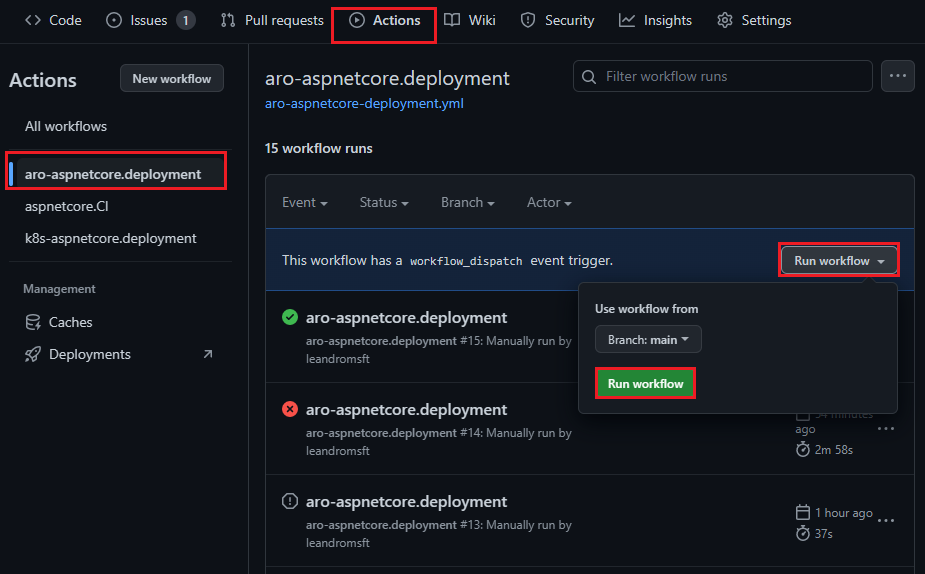 Code Issues 1 Pull requests Actions Wiki Security Insights Settings
Actions New workflow
All workflows
aro-aspnetcore.deployment
aspnetcore.CI
k8s-aspnetcore.deployment
Management
Caches
Deployments
aro-aspnetcore.deployment
aro-aspnetcore-deployment.yml
Filter workflow runs
15 workflow runs
Event Status Branch Actor
This workflow has a workflow_dispatch event trigger. Run workflow
Use workflow from
Branch: main
Run workflow
aro-aspnetcore.deployment
aro-aspnetcore.deployment #15: Manually run by
leandromsft
aro-aspnetcore.deployment
aro-aspnetcore.deployment #14: Manually run by
leandromsft
54 minutes
ago
2m 58s
aro-aspnetcore.deployment
aro-aspnetcore.deployment #13: Manually run by
leandromsft
1 hour ago
37s